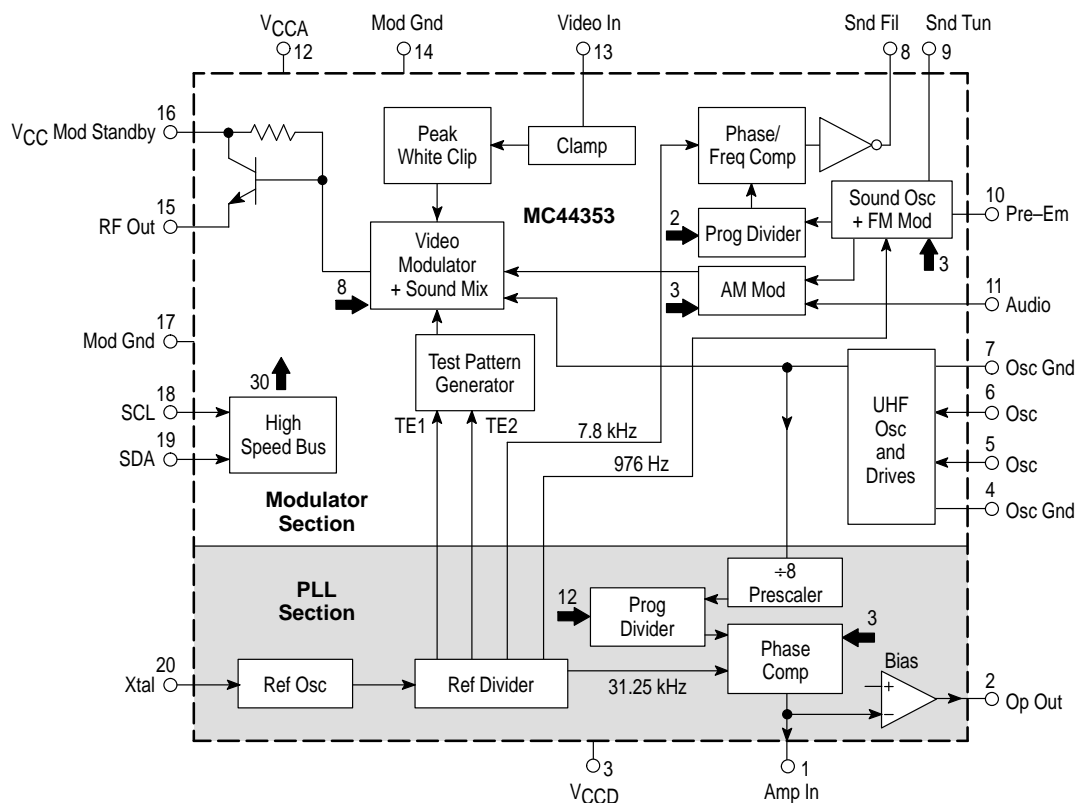 VCCA
12
Mod Gnd
14
Video In
13
Snd Fil
8
Snd Tun
9
16
VCC Mod Standby
15
RF Out
Peak
White Clip
Clamp
Phase/
Freq Comp
MC44353
Sound Osc
+ FM Mod
10
Pre–Em
2
Prog Divider
3
Video
Modulator
+ Sound Mix
8
3
AM Mod
11
Audio
17
Mod Gnd
Test Pattern
Generator
7
Osc Gnd
30
18
SCL
19
SDA
High
Speed Bus
TE1
TE2
7.8 kHz
976 Hz
UHF
Osc
and
Drives
6
Osc
5
Osc
4
Osc Gnd
Modulator
Section
PLL
Section
÷8
Prescaler
12
Prog
Divider
3
Phase
Comp
20
Xtal
Ref Osc
Ref Divider
31.25 kHz
Bias
+
–
2
Op Out
3
VCCD
1
Amp In